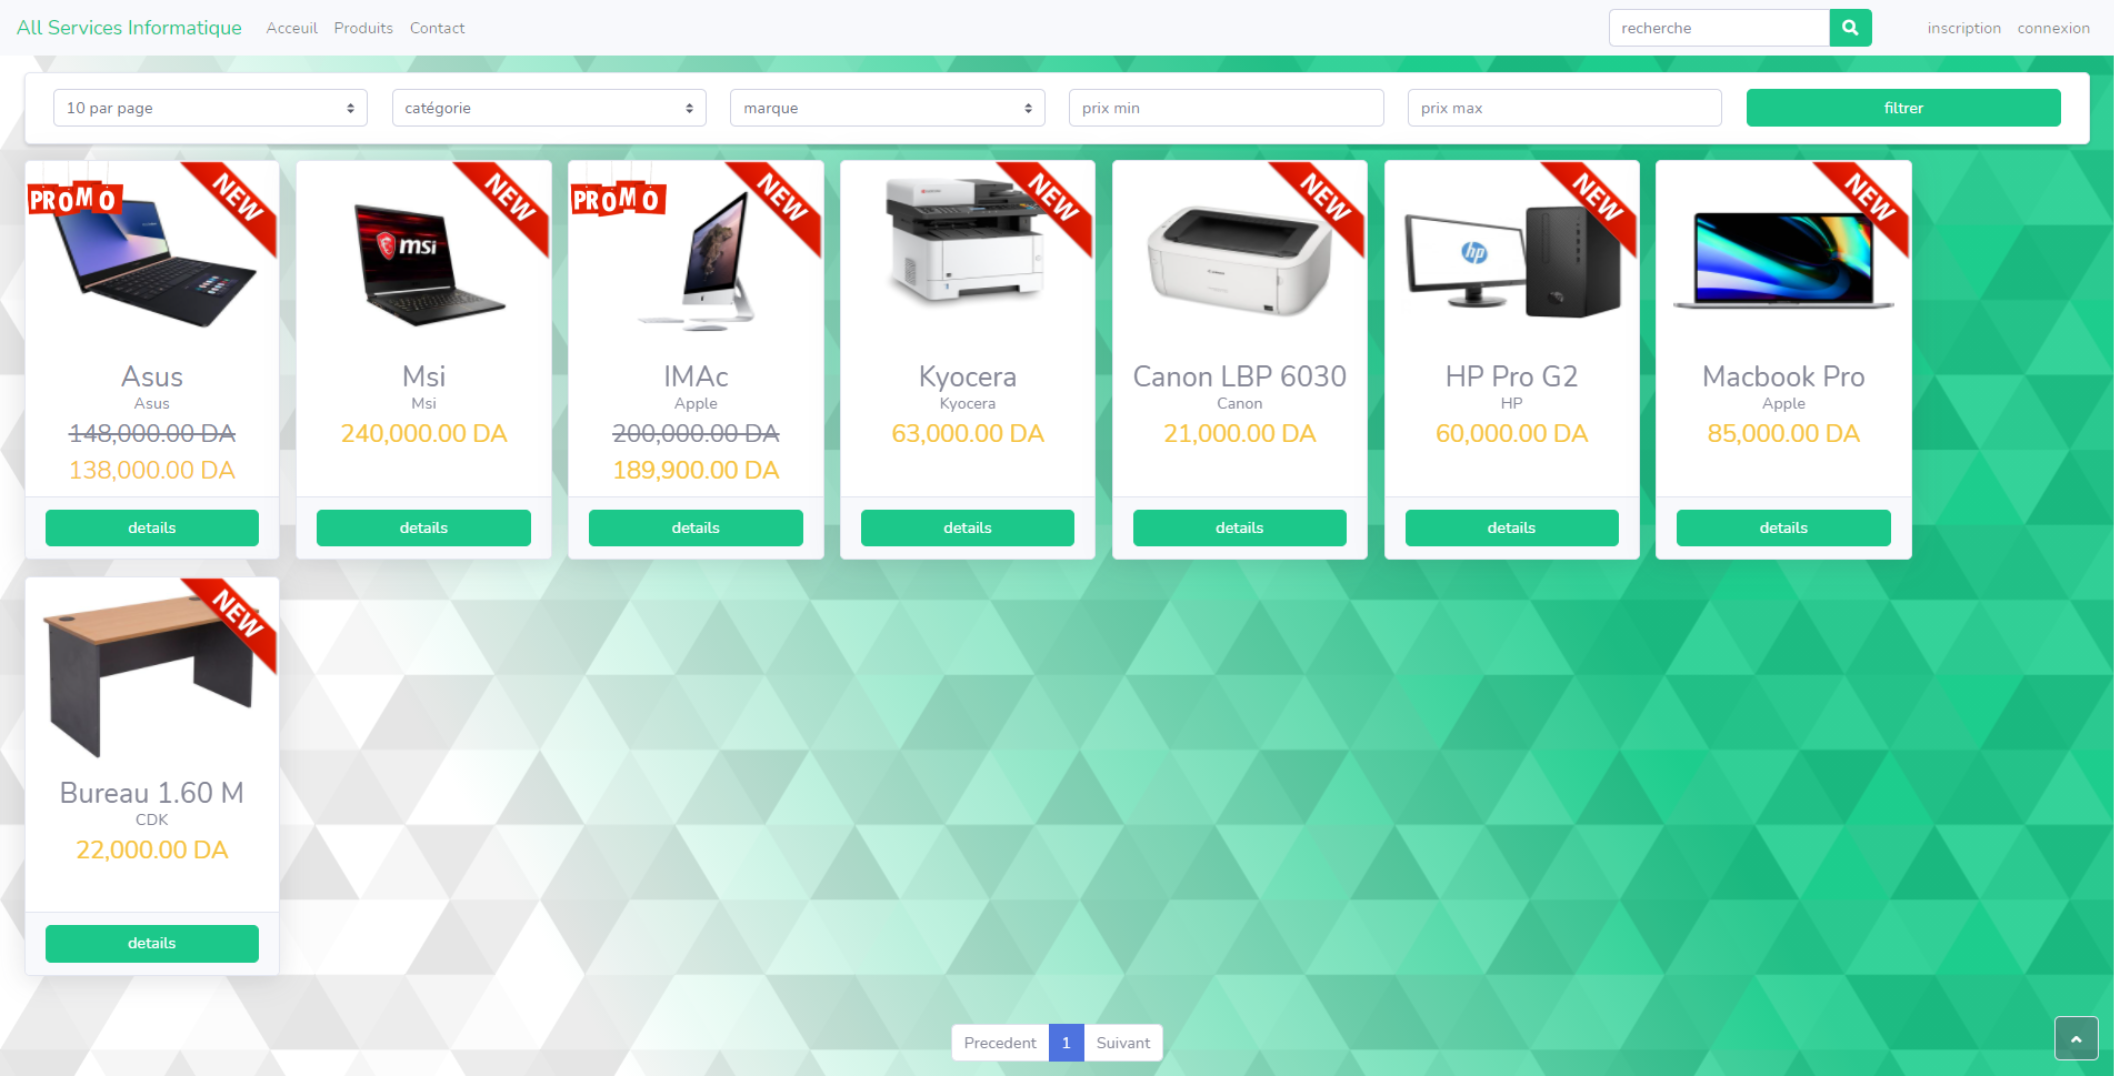 All Services Informatique Acceuil Produits Contact recherche inscription connexion
10 par page catégorie marque prix min prix max filtrer
PROMO NEW
Asus
Asus
148,000.00 DA
138,000.00 DA
details
NEW
msi
Msi
Msi
240,000.00 DA
details
PROMO NEW
IMAc
Apple
200,000.00 DA
189,900.00 DA
details
NEW
Kyocera
Kyocera
63,000.00 DA
details
NEW
Canon LBP 6030
Canon
21,000.00 DA
details
NEW
hp
HP Pro G2
HP
60,000.00 DA
details
NEW
Macbook Pro
Apple
85,000.00 DA
details
NEW
Bureau 1.60 M
CDK
22,000.00 DA
details
Precedent 1 Suivant